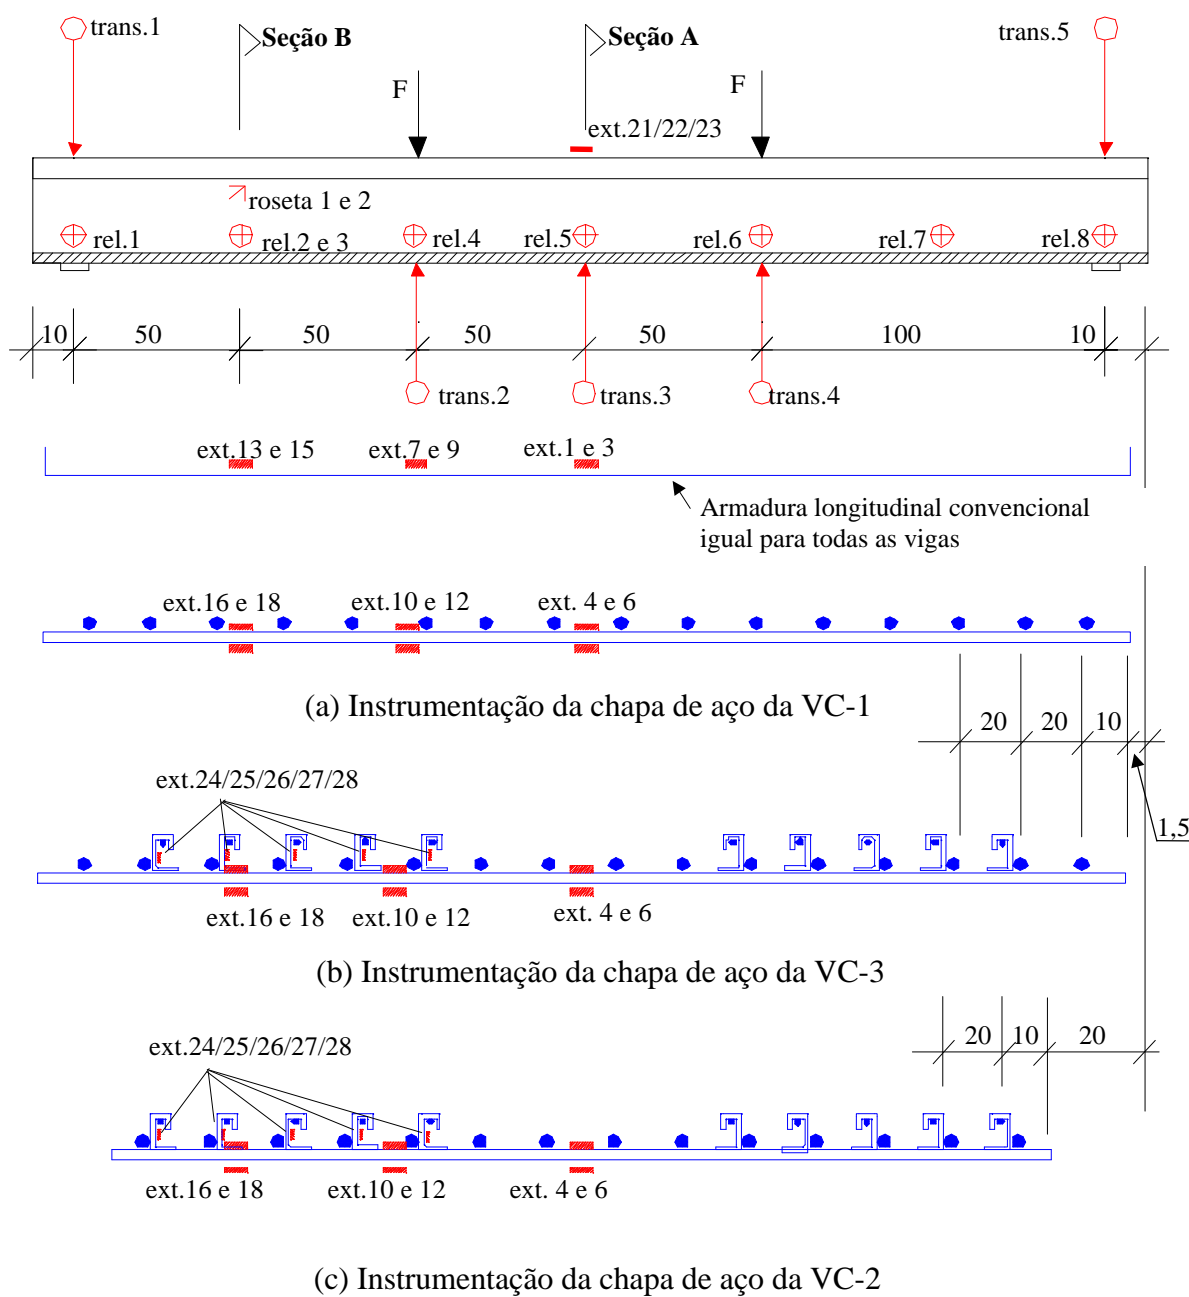 trans.1
Seção B
Seção A
trans.5
F
F
ext.21/22/23
roseta 1 e 2
rel.1
rel.2 e 3
rel.4
rel.5
rel.6
rel.7
rel.8
10
50
50
50
50
100
10
trans.2
trans.3
trans.4
ext.13 e 15
ext.7 e 9
ext.1 e 3
Armadura longitudinal convencional
igual para todas as vigas
ext.16 e 18
ext.10 e 12
ext. 4 e 6
(a) Instrumentação da chapa de aço da VC-1
20
20
10
1,5
ext.24/25/26/27/28
ext.16 e 18
ext.10 e 12
ext. 4 e 6
(b) Instrumentação da chapa de aço da VC-3
20
10
20
ext.24/25/26/27/28
ext.16 e 18
ext.10 e 12
ext. 4 e 6
(c) Instrumentação da chapa de aço da VC-2